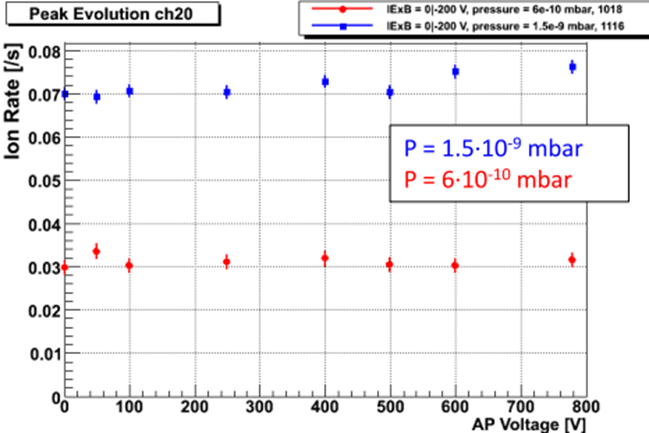 Peak Evolution ch20
IExB = 0|-200 V, pressure = 6e-10 mbar, 1018
IExB = 0|-200 V, pressure = 1.5e-9 mbar, 1116
Ion Rate [/s]
0.08
0.07
0.06
0.05
0.04
0.03
0.02
0.01
0
P = 1.5·10⁻⁹ mbar
P = 6·10⁻¹⁰ mbar
0 100 200 300 400 500 600 700 800
AP Voltage [V]